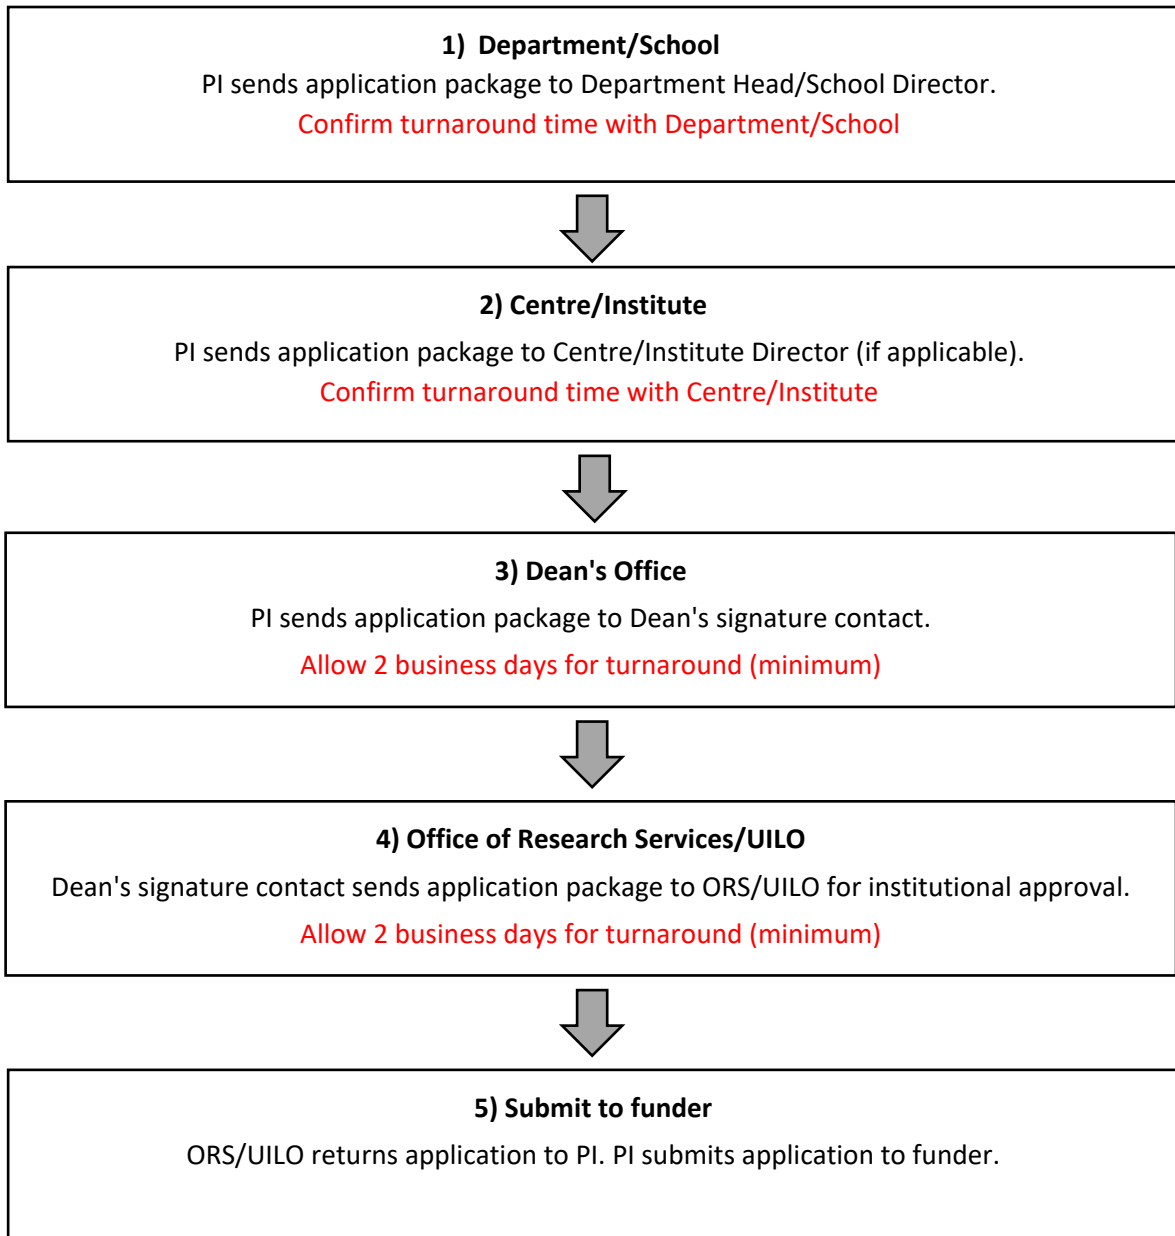 1) Department/School
PI sends application package to Department Head/School Director.
Confirm turnaround time with Department/School
2) Centre/Institute
PI sends application package to Centre/Institute Director (if applicable).
Confirm turnaround time with Centre/Institute
3) Dean's Office
PI sends application package to Dean's signature contact.
Allow 2 business days for turnaround (minimum)
4) Office of Research Services/UILO
Dean's signature contact sends application package to ORS/UILO for institutional approval.
Allow 2 business days for turnaround (minimum)
5) Submit to funder
ORS/UILO returns application to PI. PI submits application to funder.